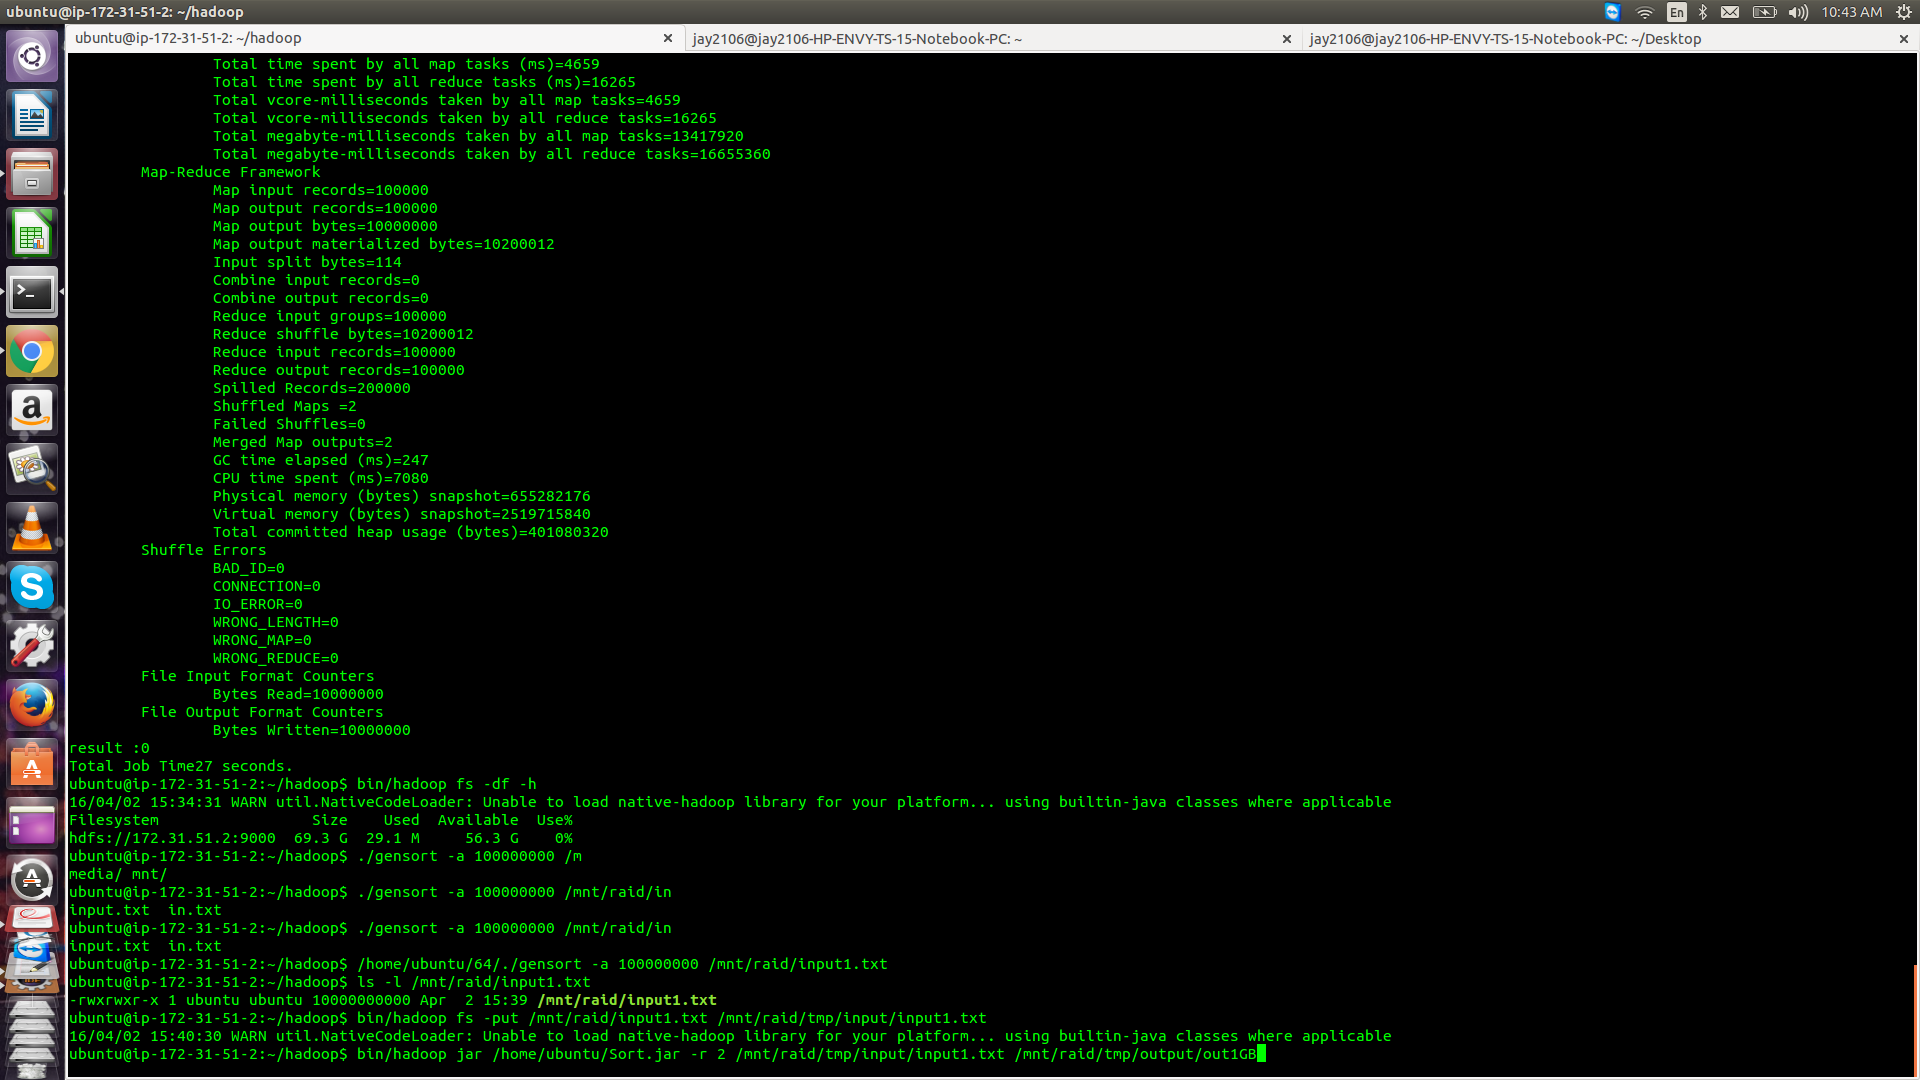 ubuntu@ip-172-31-51-2: ~/hadoop
En
10:43 AM
ubuntu@ip-172-31-51-2: ~/hadoop
jay2106@jay2106-HP-ENVY-TS-15-Notebook-PC: ~
jay2106@jay2106-HP-ENVY-TS-15-Notebook-PC: ~/Desktop
Total time spent by all map tasks (ms)=4659
Total time spent by all reduce tasks (ms)=16265
Total vcore-milliseconds taken by all map tasks=4659
Total vcore-milliseconds taken by all reduce tasks=16265
Total megabyte-milliseconds taken by all map tasks=13417920
Total megabyte-milliseconds taken by all reduce tasks=16655360
Map-Reduce Framework
Map input records=100000
Map output records=100000
Map output bytes=10000000
Map output materialized bytes=10200012
Input split bytes=114
Combine input records=0
Combine output records=0
Reduce input groups=100000
Reduce shuffle bytes=10200012
Reduce input records=100000
Reduce output records=100000
Spilled Records=200000
Shuffled Maps =2
Failed Shuffles=0
Merged Map outputs=2
GC time elapsed (ms)=247
CPU time spent (ms)=7080
Physical memory (bytes) snapshot=655282176
Virtual memory (bytes) snapshot=2519715840
Total committed heap usage (bytes)=401080320
Shuffle Errors
BAD_ID=0
CONNECTION=0
IO_ERROR=0
WRONG_LENGTH=0
WRONG_MAP=0
WRONG_REDUCE=0
File Input Format Counters
Bytes Read=10000000
File Output Format Counters
Bytes Written=10000000
result :0
Total Job Time27 seconds.
ubuntu@ip-172-31-51-2:~/hadoop$ bin/hadoop fs -df -h
16/04/02 15:34:31 WARN util.NativeCodeLoader: Unable to load native-hadoop library for your platform... using builtin-java classes where applicable
Filesystem Size Used Available Use%
hdfs://172.31.51.2:9000 69.3 G 29.1 M 56.3 G 0%
ubuntu@ip-172-31-51-2:~/hadoop$ ./gensort -a 100000000 /m
media/ mnt/
ubuntu@ip-172-31-51-2:~/hadoop$ ./gensort -a 100000000 /mnt/raid/in
input.txt in.txt
ubuntu@ip-172-31-51-2:~/hadoop$ ./gensort -a 100000000 /mnt/raid/in
input.txt in.txt
ubuntu@ip-172-31-51-2:~/hadoop$ /home/ubuntu/64/./gensort -a 100000000 /mnt/raid/input1.txt
ubuntu@ip-172-31-51-2:~/hadoop$ ls -l /mnt/raid/input1.txt
-rwxrwxr-x 1 ubuntu ubuntu 10000000000 Apr 2 15:39 /mnt/raid/input1.txt
ubuntu@ip-172-31-51-2:~/hadoop$ bin/hadoop fs -put /mnt/raid/input1.txt /mnt/raid/tmp/input/input1.txt
16/04/02 15:40:30 WARN util.NativeCodeLoader: Unable to load native-hadoop library for your platform... using builtin-java classes where applicable
ubuntu@ip-172-31-51-2:~/hadoop$ bin/hadoop jar /home/ubuntu/Sort.jar -r 2 /mnt/raid/tmp/input/input1.txt /mnt/raid/tmp/output/out1GB